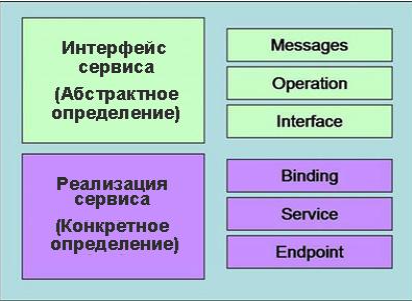 Интерфейс
сервиса
(Абстрактное
определение)
Messages
Operation
Interface
Реализация
сервиса
(Конкретное
определение)
Binding
Service
Endpoint